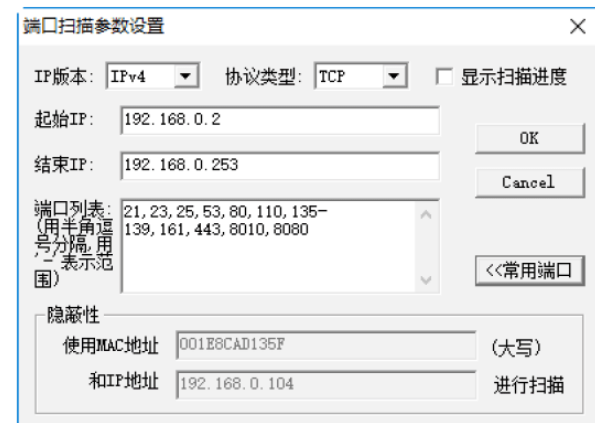 端口扫描参数设置
IP版本: IPv4 协议类型: TCP 显示扫描进度
起始IP: 192.168.0.2
OK
结束IP: 192.168.0.253
Cancel
端口列表: 21,23,25,53,80,110,135-
(用半角逗 139,161,443,8010,8080
号分隔,用
'-'表示范
围)
<<常用端口
隐蔽性
使用MAC地址 001E8CAD135F (大写)
和IP地址 192.168.0.104 进行扫描